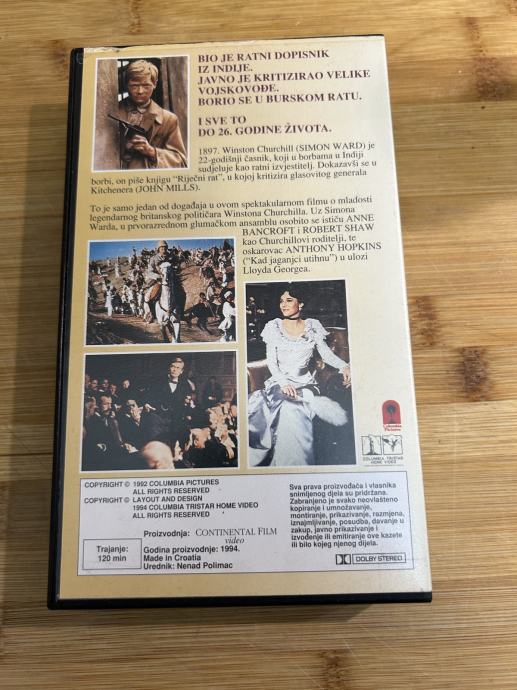 BIO JE RATNI DOPISNIK
IZ INDIJE.
JAVNO JE KRITIZIRAO VELIKE
VOJSKOVOĐE.
BORIO SE U BURSKOM RATU.
I SVE TO
DO 26. GODINE ŽIVOTA.
1897. Winston Churchill (SIMON WARD) je
22-godišnji časnik, koji u borbama u Indiji
sudjeluje kao ratni izvjestitelj. Dokazavši se u
borbi, on piše knjigu "Riječni rat", u kojoj kritizira glasovitog generala
Kitchenera (JOHN MILLS).
To je samo jedan od događaja u ovom spektakularnom filmu o mladosti
legendarnog britanskog političara Winstona Churchilla. Uz Simona
Warda, u prvorazrednom glumačkom ansamblu osobito se ističu ANNE
BANCROFT i ROBERT SHAW
kao Churchillovi roditelji, te
oskarovac ANTHONY HOPKINS
("Kad jaganjci utihnu") u ulozi
Lloyda Georgea.
Columbia
Pictures
COLUMBIA TRISTAR
HOME VIDEO
COPYRIGHT © 1992 COLUMBIA PICTURES
ALL RIGHTS RESERVED
COPYRIGHT © LAYOUT AND DESIGN
1994 COLUMBIA TRISTAR HOME VIDEO
ALL RIGHTS RESERVED
Proizvodnja: CONTINENTAL FILM
video
Trajanje:
120 min
Godina proizvodnje: 1994.
Made in Croatia
Urednik: Nenad Polimac
Sva prava proizvođača i vlasnika
snimljenog djela su pridržana.
Zabranjeno je svako neovlašteno
kopiranje i umnožavanje,
montiranje, prikazivanje, razmjena,
iznajmljivanje, posudba, davanje u
zakup, javno prikazivanje i
izvođenje ili emitiranje ove kazete
ili bilo kojeg njenog dijela.
DOLBY STEREO